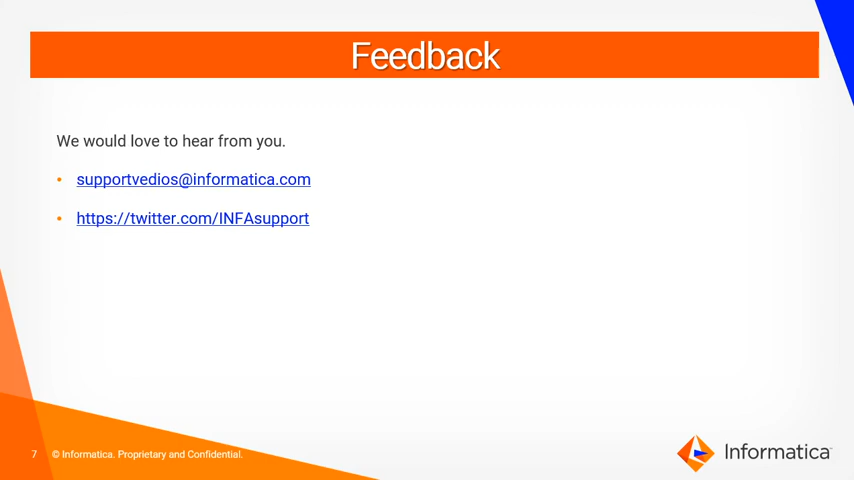 Feedback
We would love to hear from you.
• supportvedios@informatica.com
• https://twitter.com/INFAsupport
7 © Informatica. Proprietary and Confidential.
Informatica